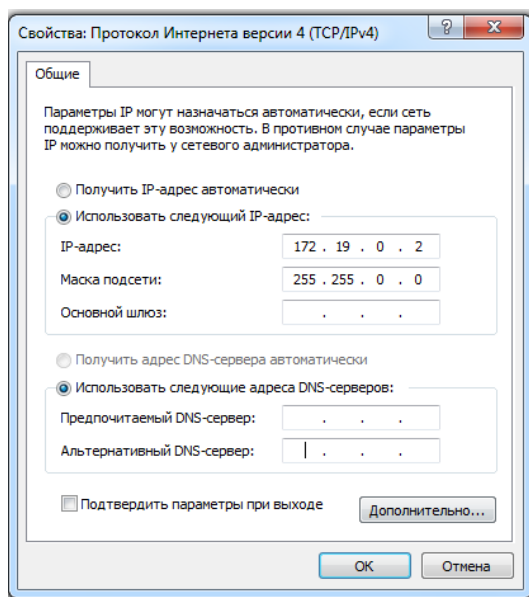 Свойства: Протокол Интернета версии 4 (TCP/IPv4)
Общие
Параметры IP могут назначаться автоматически, если сеть
поддерживает эту возможность. В противном случае параметры
IP можно получить у сетевого администратора.
Получить IP-адрес автоматически
Использовать следующий IP-адрес:
IP-адрес: 172 . 19 . 0 . 2
Маска подсети: 255 . 255 . 0 . 0
Основной шлюз: . . .
Получить адрес DNS-сервера автоматически
Использовать следующие адреса DNS-серверов:
Предпочитаемый DNS-сервер: . . .
Альтернативный DNS-сервер: . . .
Подтвердить параметры при выходе
Дополнительно...
ОК Отмена